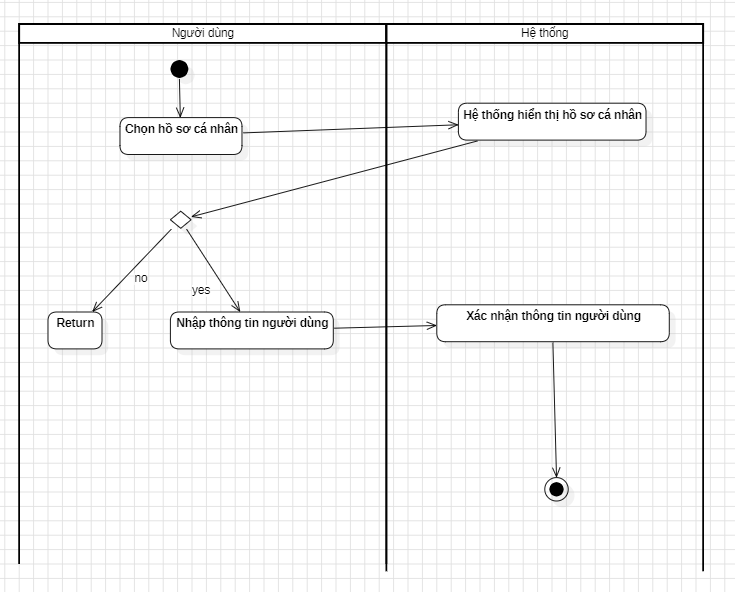 Người dùng
Hệ thống
Chọn hồ sơ cá nhân
Hệ thống hiển thị hồ sơ cá nhân
no
yes
Return
Nhập thông tin người dùng
Xác nhận thông tin người dùng